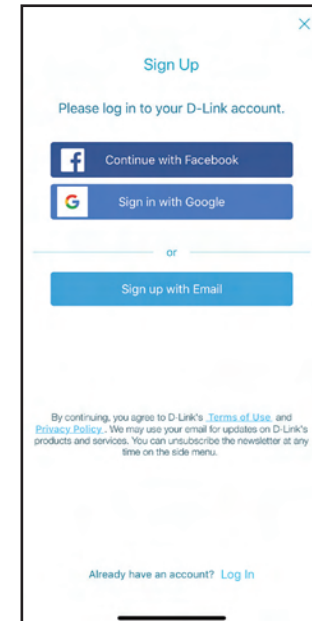 Sign Up
Please log in to your D-Link account.
Continue with Facebook
Sign in with Google
or
Sign up with Email
By continuing, you agree to D-Link's Terms of Use and
Privacy Policy. We may use your email for updates on D-Link's
products and services. You can unsubscribe the newsletter at any
time on the side menu.
Already have an account? Log In